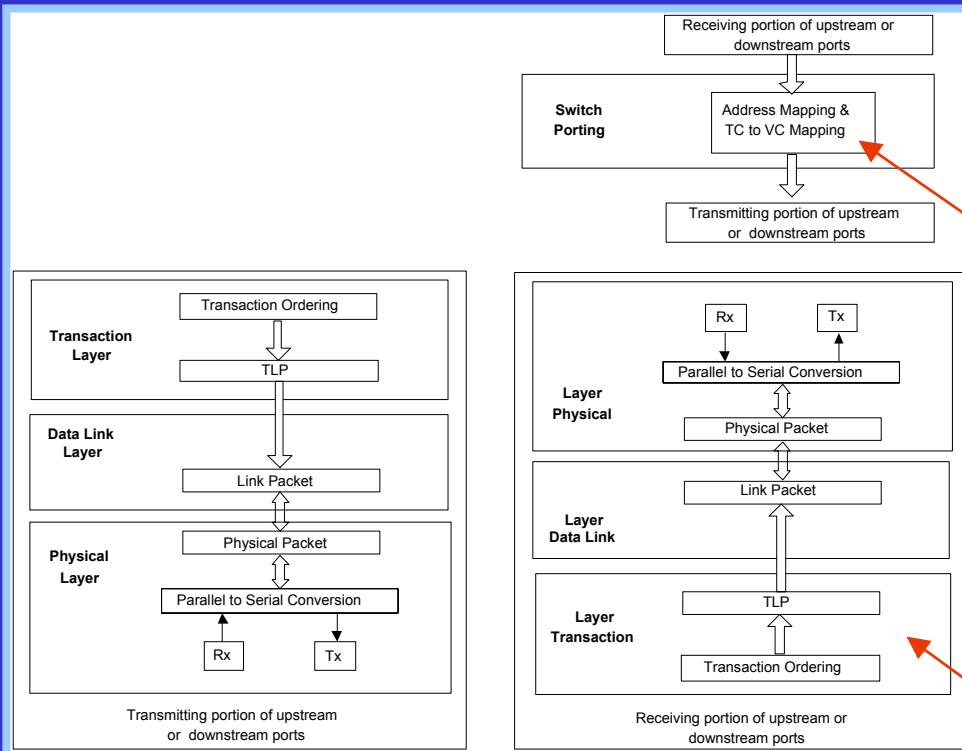 Receiving portion of upstream or
downstream ports
Switch
Porting
Address Mapping &
TC to VC Mapping
Transmitting portion of upstream
or downstream ports
Transaction Ordering
Transaction
Layer
TLP
Data Link
Layer
Link Packet
Physical Packet
Physical
Layer
Parallel to Serial Conversion
Rx
Tx
Transmitting portion of upstream
or downstream ports
Rx
Tx
Parallel to Serial Conversion
Layer
Physical
Physical Packet
Link Packet
Layer
Data Link
TLP
Layer
Transaction
Transaction Ordering
Receiving portion of upstream or
downstream ports